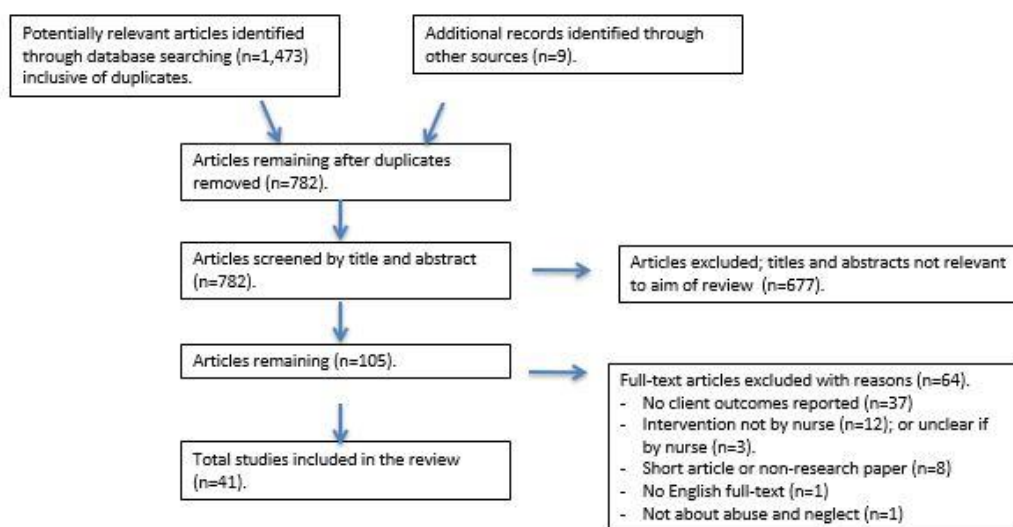 Potentially relevant articles identified
through database searching (n=1,473)
inclusive of duplicates.
Additional records identified through
other sources (n=9).
Articles remaining after duplicates
removed (n=782).
Articles screened by title and abstract
(n=782).
Articles excluded; titles and abstracts not relevant
to aim of review (n=677).
Articles remaining (n=105).
Full-text articles excluded with reasons (n=64).
- No client outcomes reported (n=37)
- Intervention not by nurse (n=12); or unclear if
by nurse (n=3).
- Short article or non-research paper (n=8)
- No English full-text (n=1)
- Not about abuse and neglect (n=1)
Total studies included in the review
(n=41).